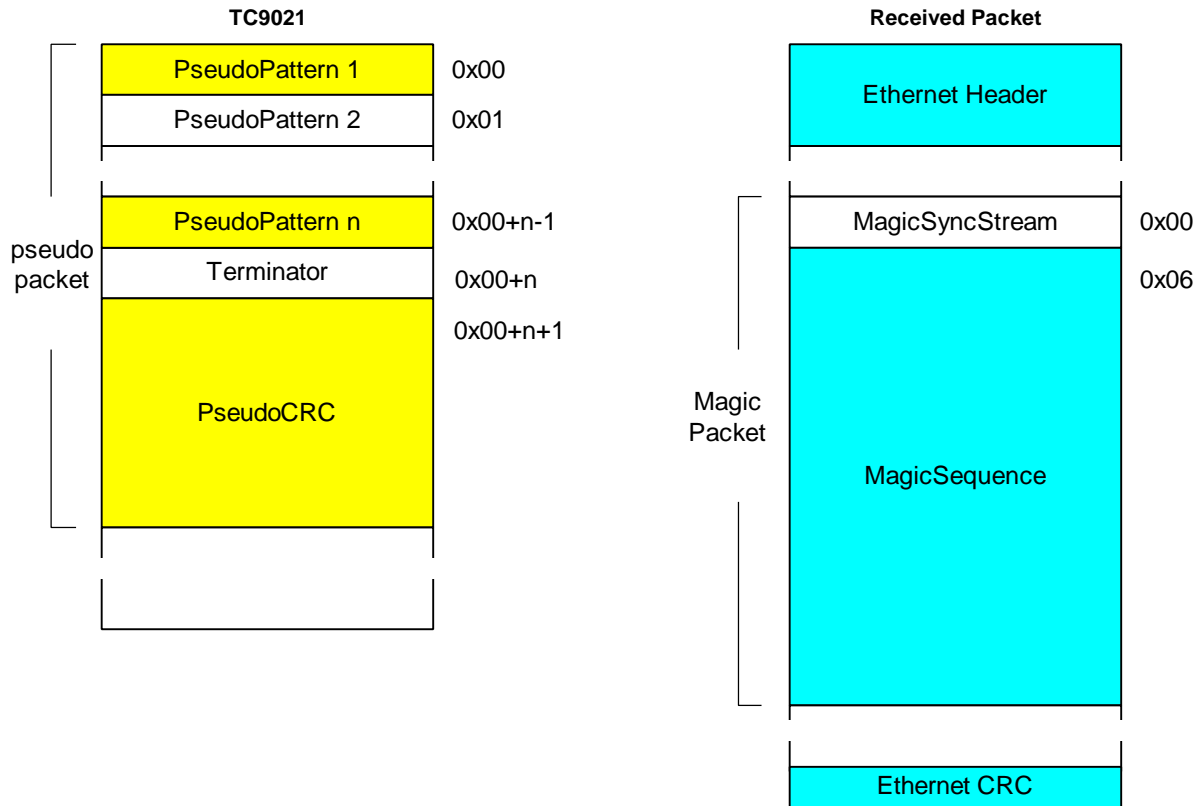 TC9021
PseudoPattern 1
0x00
PseudoPattern 2
0x01
PseudoPattern n
0x00+n-1
Terminator
0x00+n
0x00+n+1
PseudoCRC
pseudo
packet
Received Packet
Ethernet Header
MagicSyncStream
0x00
0x06
MagicSequence
Magic
Packet
Ethernet CRC